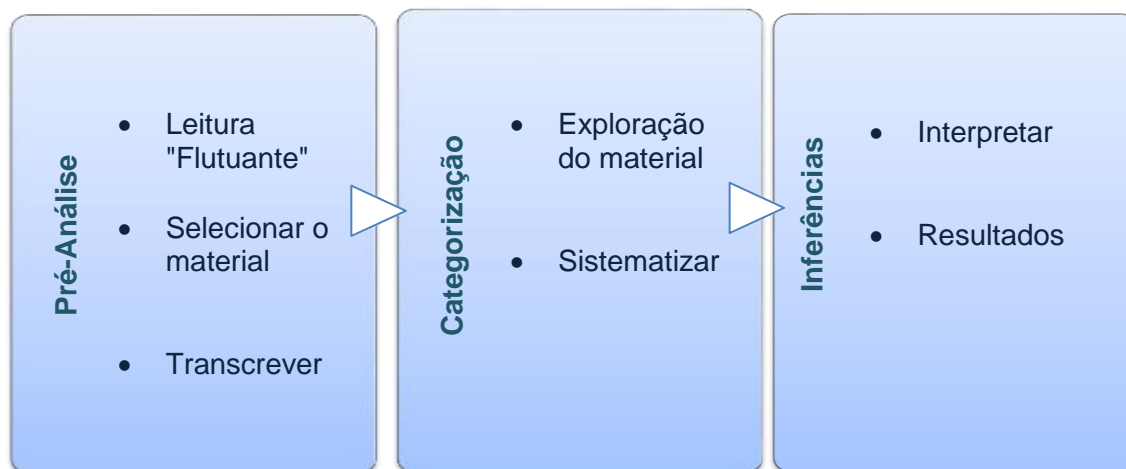 Pré-Análise
• Leitura
"Flutuante"
• Selecionar o
material
• Transcrever
Categorização
• Exploração
do material
• Sistematizar
Inferências
• Interpretar
• Resultados